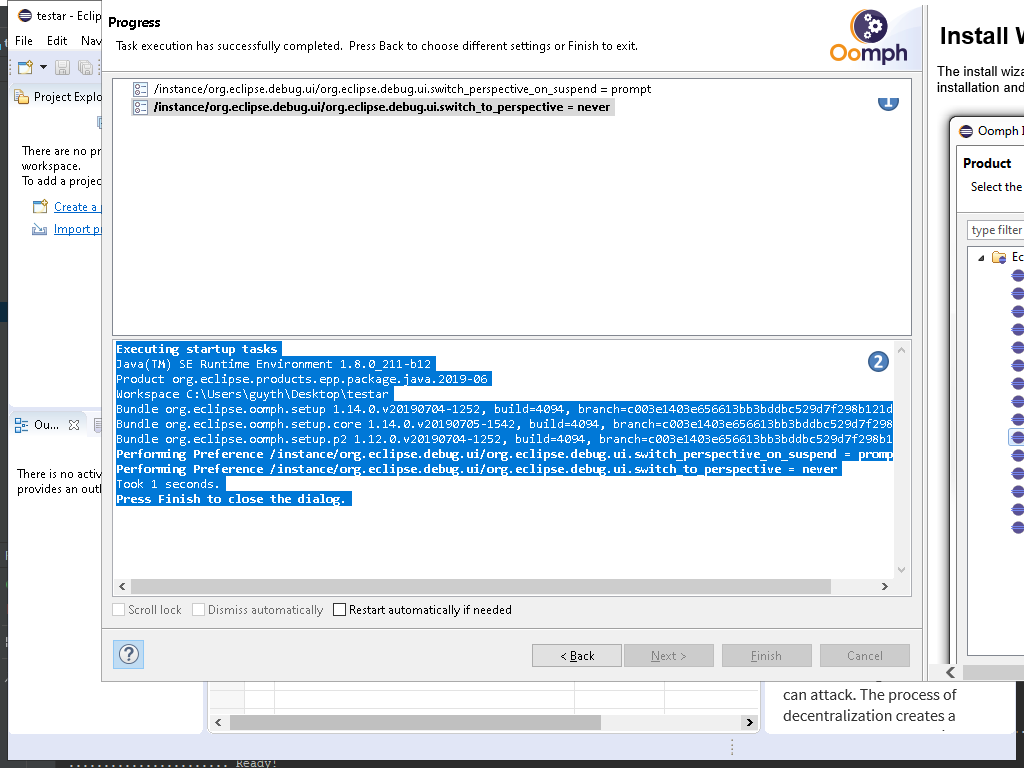 testar - Eclip
File Edit Nav
Project Explo
There are no pr
workspace.
To add a projec
Create a p
Import pr
Ou...
There is no activ
provides an outl
Progress
Task execution has successfully completed. Press Back to choose different settings or Finish to exit.
Oomph
/instance/org.eclipse.debug.ui/org.eclipse.debug.ui.switch_perspective_on_suspend = prompt
/instance/org.eclipse.debug.ui/org.eclipse.debug.ui.switch_to_perspective = never
1
Executing startup tasks
Java(TM) SE Runtime Environment 1.8.0_211-b12
Product org.eclipse.products.epp.package.java.2019-06
Workspace C:\Users\guyth\Desktop\testar
Bundle org.eclipse.oomph.setup 1.14.0.v20190704-1252, build=4094, branch=c003e1403e656613bb3bddbc529d7f298b121d
Bundle org.eclipse.oomph.setup.core 1.14.0.v20190705-1542, build=4094, branch=c003e1403e656613bb3bddbc529d7f298
Bundle org.eclipse.oomph.setup.p2 1.12.0.v20190704-1252, build=4094, branch=c003e1403e656613bb3bddbc529d7f298b1
Performing Preference /instance/org.eclipse.debug.ui/org.eclipse.debug.ui.switch_perspective_on_suspend = promp
Performing Preference /instance/org.eclipse.debug.ui/org.eclipse.debug.ui.switch_to_perspective = never
Took 1 seconds.
Press Finish to close the dialog.
2
Scroll lock Dismiss automatically Restart automatically if needed
? < Back Next > Finish Cancel
Install W
The install wiza
installation and
Oomph I
Product
Select the
type filter
Ec
can attack. The process of
decentralization creates a
Ready!